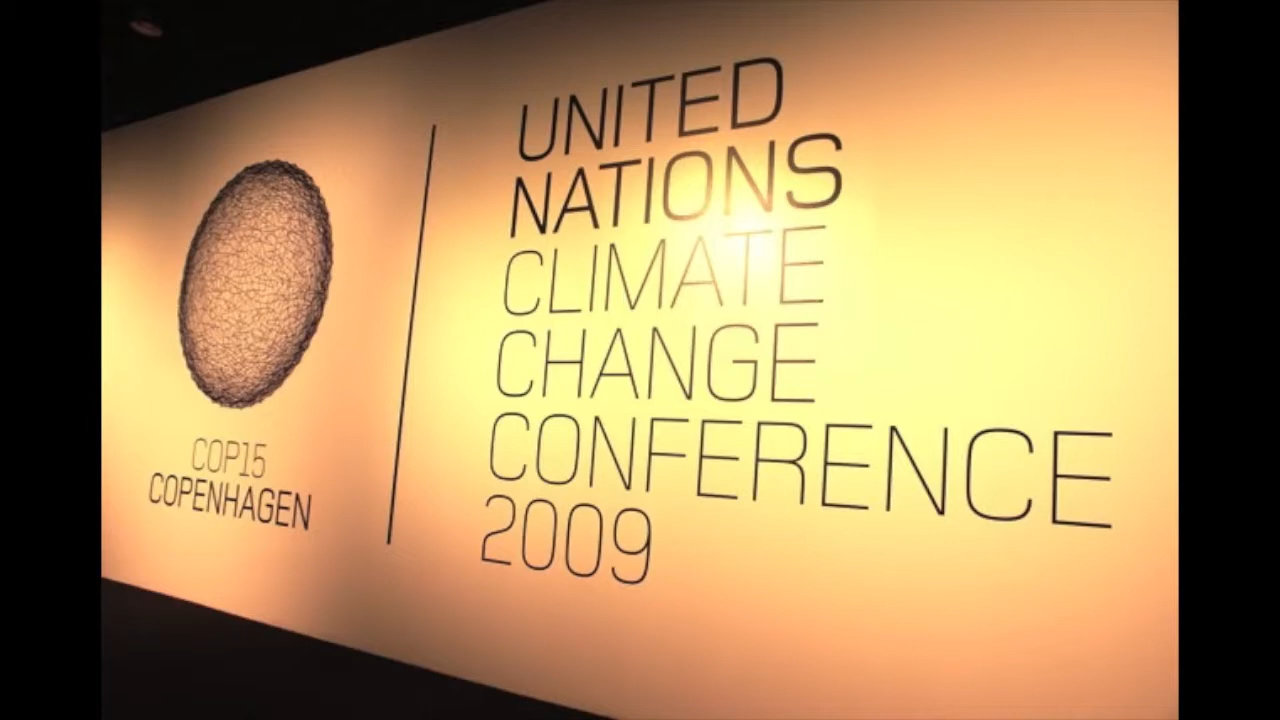 COP15
COPENHAGEN
UNITED
NATIONS
CLIMATE
CHANGE
CONFERENCE
2009